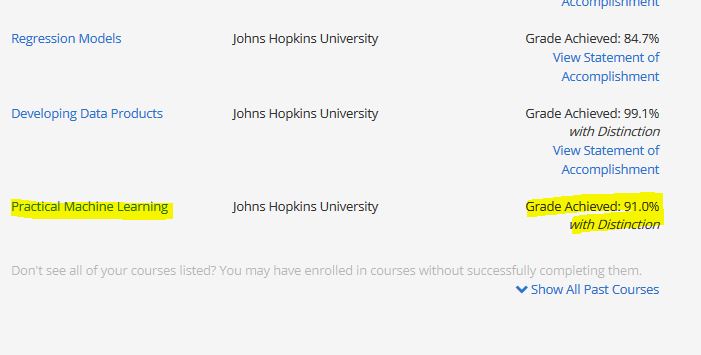 Accomplishment
Regression Models Johns Hopkins University Grade Achieved: 84.7%
View Statement of
Accomplishment
Developing Data Products Johns Hopkins University Grade Achieved: 99.1%
with Distinction
View Statement of
Accomplishment
Practical Machine Learning Johns Hopkins University Grade Achieved: 91.0%
with Distinction
Don't see all of your courses listed? You may have enrolled in courses without successfully completing them.
Show All Past Courses